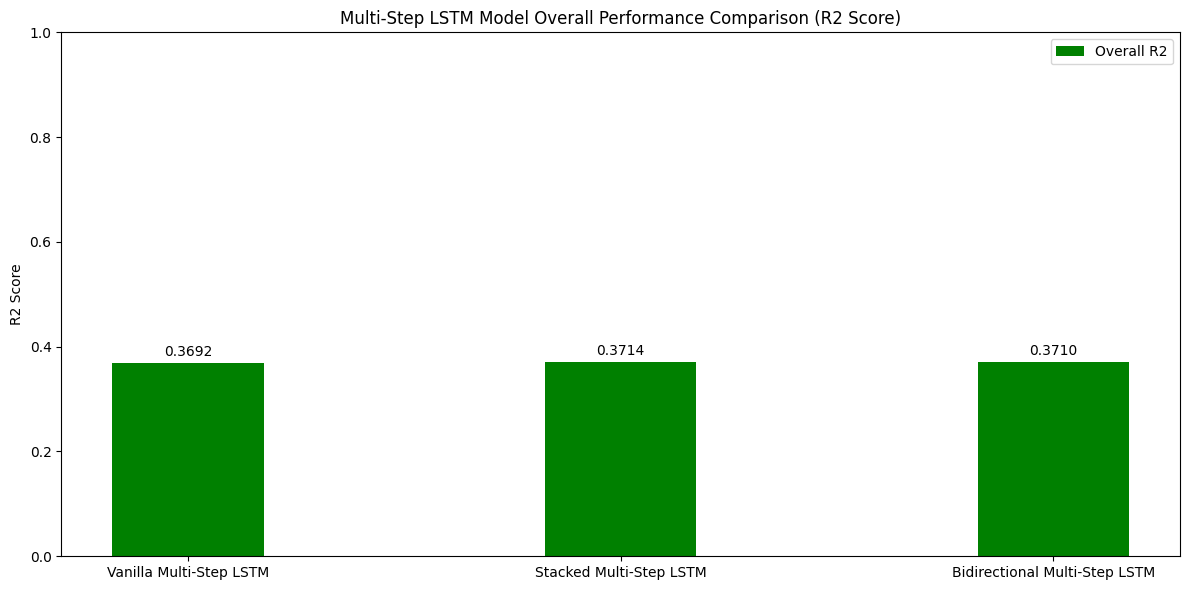 Multi-Step LSTM Model Overall Performance Comparison (R2 Score)
Overall R2
R2 Score
1.0
0.8
0.6
0.4
0.2
0.0
0.3692
0.3714
0.3710
Vanilla Multi-Step LSTM
Stacked Multi-Step LSTM
Bidirectional Multi-Step LSTM